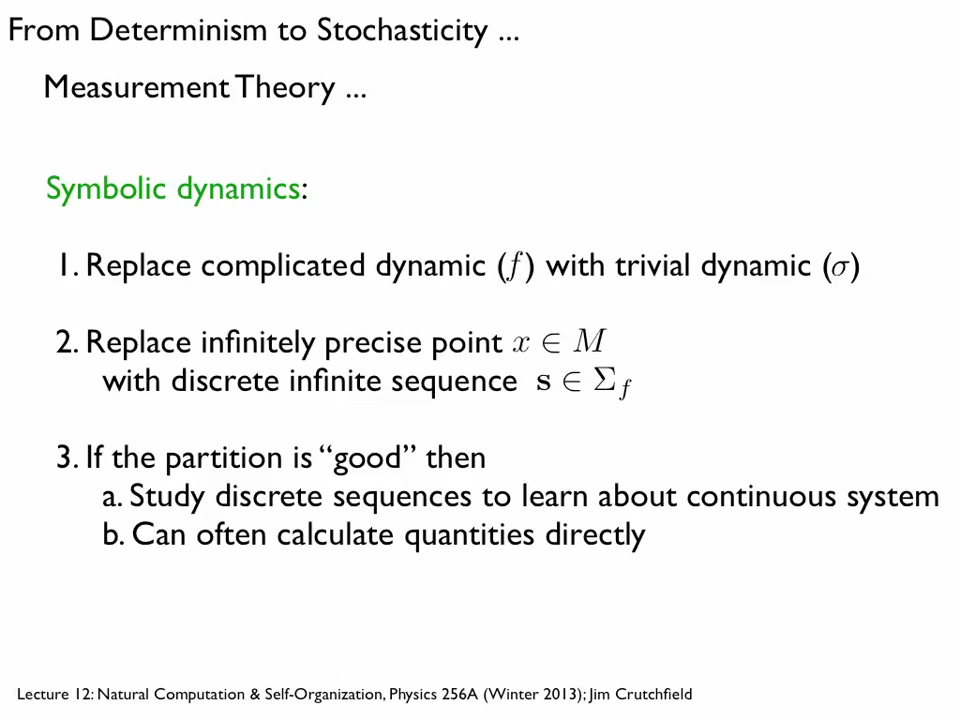 From Determinism to Stochasticity ...
Measurement Theory ...
Symbolic dynamics:
1. Replace complicated dynamic (f) with trivial dynamic (σ)
2. Replace infinitely precise point x ∈ M
with discrete infinite sequence s ∈ Σ_f
3. If the partition is “good” then
a. Study discrete sequences to learn about continuous system
b. Can often calculate quantities directly
Lecture 12: Natural Computation & Self-Organization, Physics 256A (Winter 2013); Jim Crutchfield